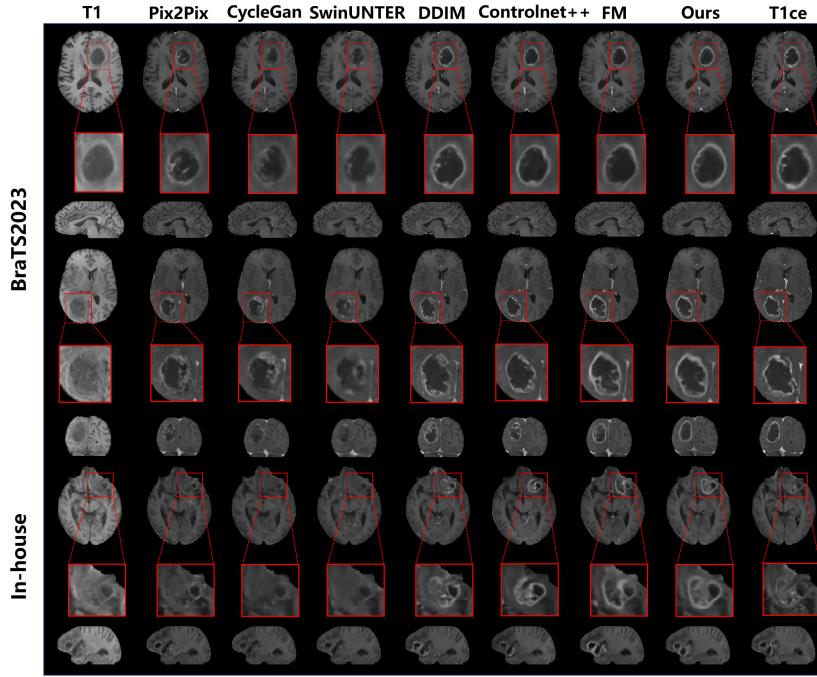 T1 Pix2Pix CycleGan SwinUNTER DDIM Controlnet++ FM Ours T1ce
BraTS2023
In-house